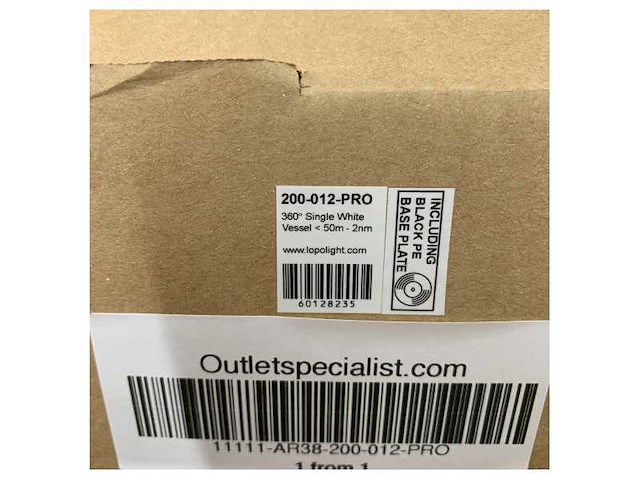 200-012-PRO
360° Single White
Vessel < 50m - 2nm
www.lopolight.com
60128235
INCLUDING
BLACK PE
BASE PLATE
Outletspecialist.com
11111-AR38-200-012-PRO
1 from 1